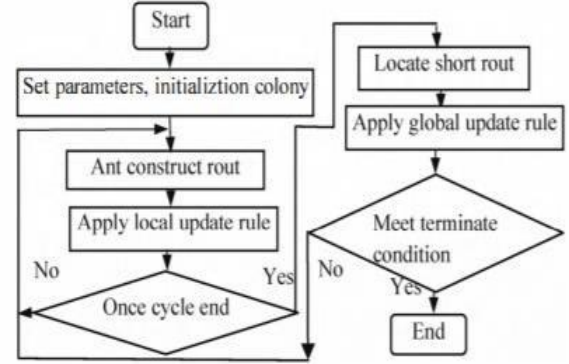 Start
Set parameters, initializtion colony
Ant construct rout
Apply local update rule
No
Yes
Once cycle end
Locate short rout
Apply global update rule
Meet terminate
condition
No
Yes
End